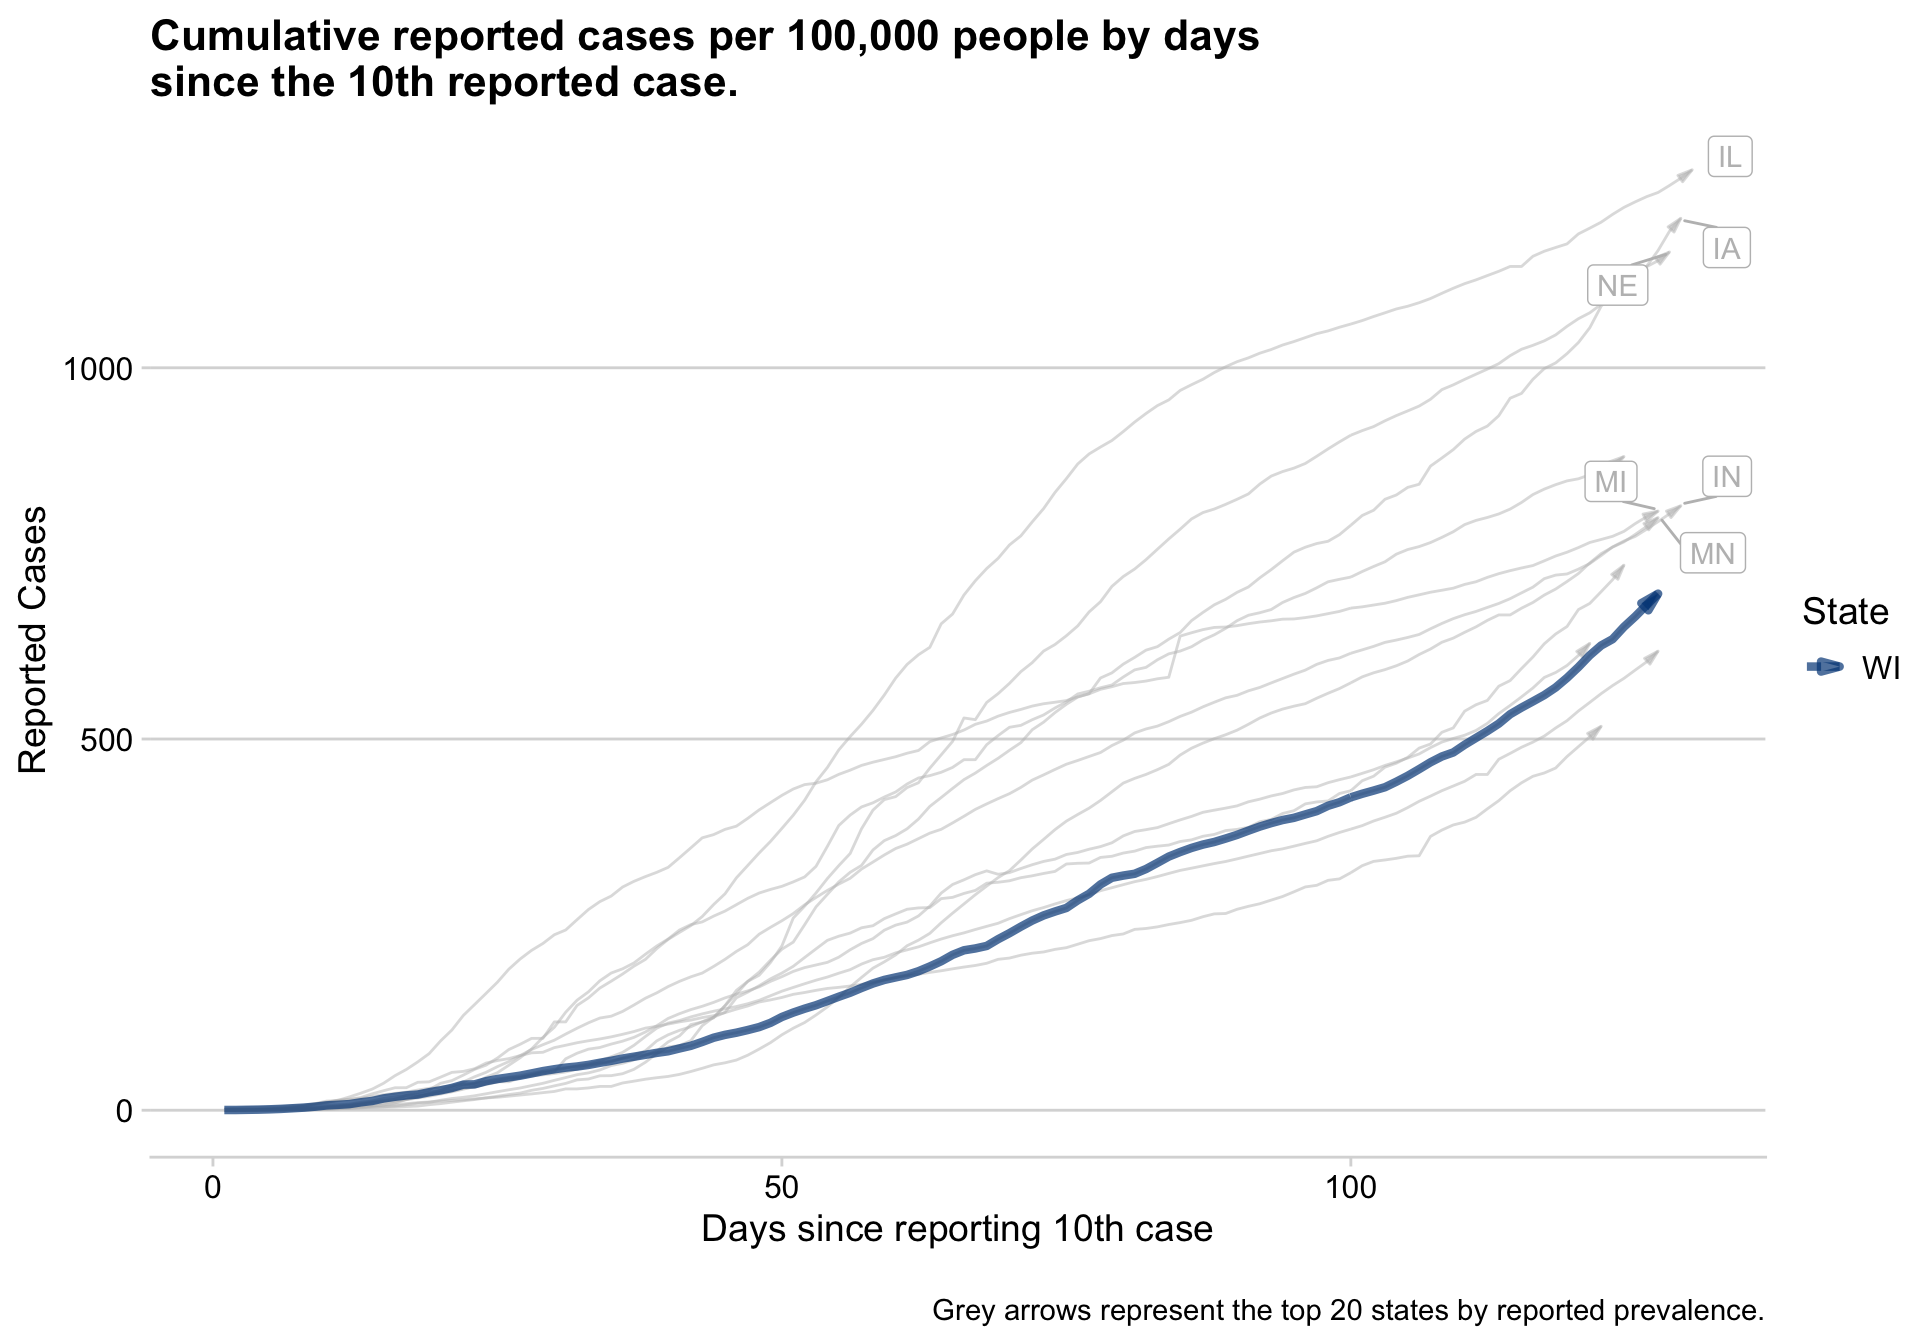 Cumulative reported cases per 100,000 people by days
since the 10th reported case.
IL
IA
NE
1000
MI
IN
MN
Reported Cases
State
WI
500
0
0
50
100
Days since reporting 10th case
Grey arrows represent the top 20 states by reported prevalence.